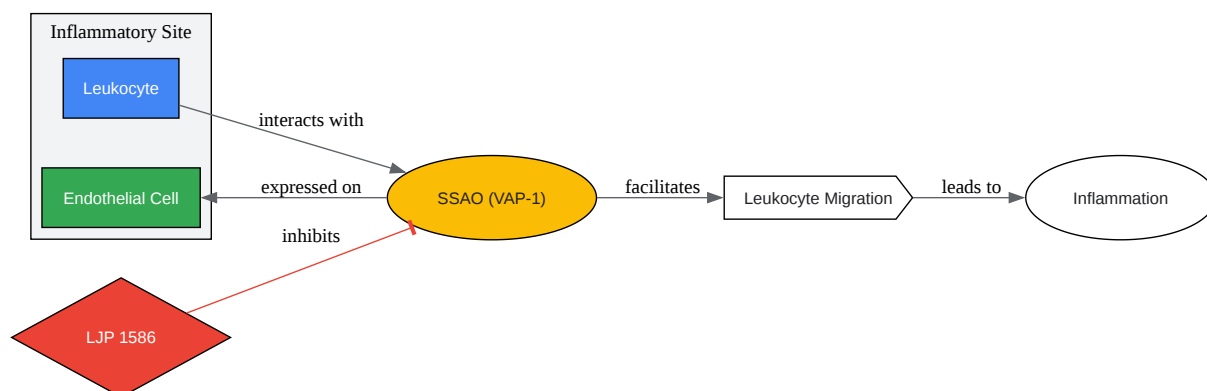 Inflammatory Site
Leukocyte
interacts with
Endothelial Cell
expressed on
SSAO (VAP-1)
facilitates
Leukocyte Migration
leads to
Inflammation
inhibits
LJP 1586